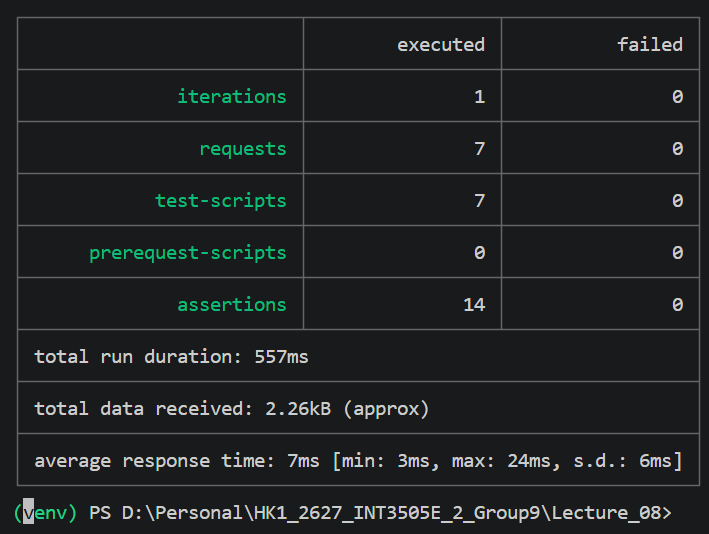 executed failed
iterations 1 0
requests 7 0
test-scripts 7 0
prerequest-scripts 0 0
assertions 14 0
total run duration: 557ms
total data received: 2.26kB (approx)
average response time: 7ms [min: 3ms, max: 24ms, s.d.: 6ms]
(venv) PS D:\Personal\HK1_2627_INT3505E_2_Group9\Lecture_08>